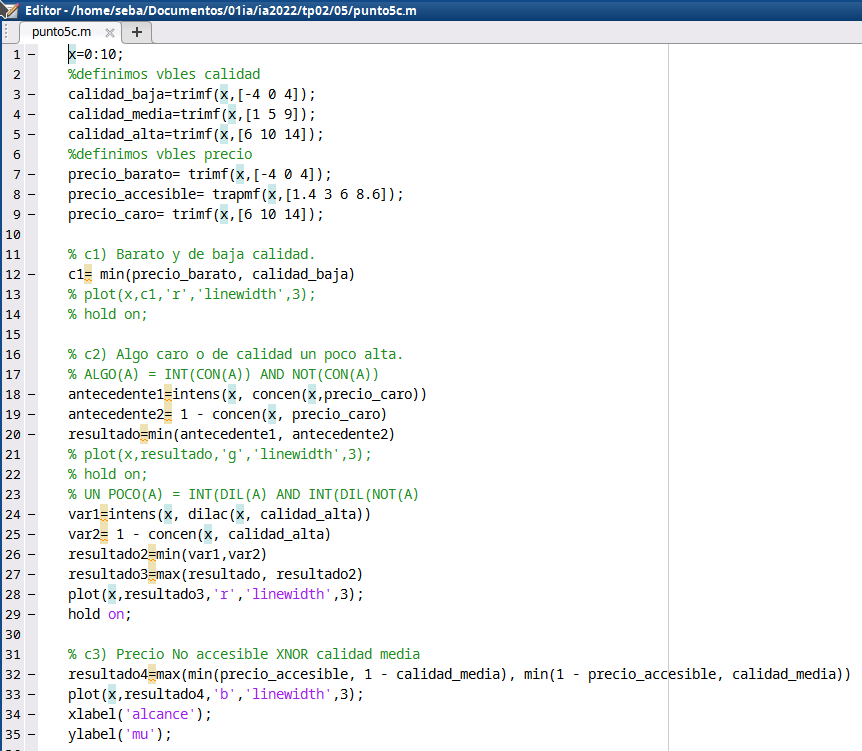 Editor - /home/seba/Documentos/01ia/ia2022/tp02/05/punto5c.m
punto5c.m × +
1 - x=0:10;
2 %definimos vbles calidad
3 - calidad_baja=trimf(x,[-4 0 4]);
4 - calidad_media=trimf(x,[1 5 9]);
5 - calidad_alta=trimf(x,[6 10 14]);
6 %definimos vbles precio
7 - precio_barato= trimf(x,[-4 0 4]);
8 - precio_accesible= trapmf(x,[1.4 3 6 8.6]);
9 - precio_caro= trimf(x,[6 10 14]);
10
11 % c1) Barato y de baja calidad.
12 - c1= min(precio_barato, calidad_baja)
13 % plot(x,c1,'r','linewidth',3);
14 % hold on;
15
16 % c2) Algo caro o de calidad un poco alta.
17 % ALGO(A) = INT(CON(A)) AND NOT(CON(A))
18 - antecedente1=intens(x, concen(x,precio_caro))
19 - antecedente2= 1 - concen(x, precio_caro)
20 - resultado=min(antecedente1, antecedente2)
21 % plot(x,resultado,'g','linewidth',3);
22 % hold on;
23 % UN POCO(A) = INT(DIL(A) AND INT(DIL(NOT(A)
24 - var1=intens(x, dilac(x, calidad_alta))
25 - var2= 1 - concen(x, calidad_alta)
26 - resultado2=min(var1,var2)
27 - resultado3=max(resultado, resultado2)
28 - plot(x,resultado3,'r','linewidth',3);
29 - hold on;
30
31 % c3) Precio No accesible XNOR calidad media
32 - resultado4=max(min(precio_accesible, 1 - calidad_media), min(1 - precio_accesible, calidad_media))
33 - plot(x,resultado4,'b','linewidth',3);
34 - xlabel('alcance');
35 - ylabel('mu');